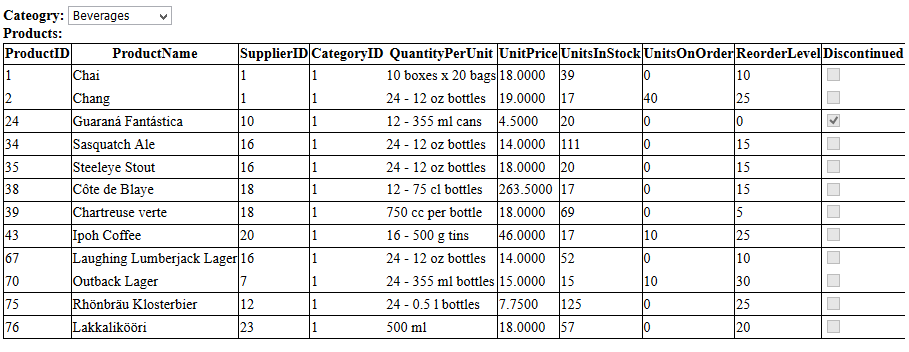 Cateogry: Beverages
Products:
ProductID ProductName SupplierID CategoryID QuantityPerUnit UnitPrice UnitsInStock UnitsOnOrder ReorderLevel Discontinued
1 Chai 1 1 10 boxes x 20 bags 18.0000 39 0 10
2 Chang 1 1 24 - 12 oz bottles 19.0000 17 40 25
24 Guaraná Fantástica 10 1 12 - 355 ml cans 4.5000 20 0 0
34 Sasquatch Ale 16 1 24 - 12 oz bottles 14.0000 111 0 15
35 Steeleye Stout 16 1 24 - 12 oz bottles 18.0000 20 0 15
38 Côte de Blaye 18 1 12 - 75 cl bottles 263.5000 17 0 15
39 Chartreuse verte 18 1 750 cc per bottle 18.0000 69 0 5
43 Ipoh Coffee 20 1 16 - 500 g tins 46.0000 17 10 25
67 Laughing Lumberjack Lager 16 1 24 - 12 oz bottles 14.0000 52 0 10
70 Outback Lager 7 1 24 - 355 ml bottles 15.0000 15 10 30
75 Rhönbräu Klosterbier 12 1 24 - 0.5 l bottles 7.7500 125 0 25
76 Lakkalikööri 23 1 500 ml 18.0000 57 0 20